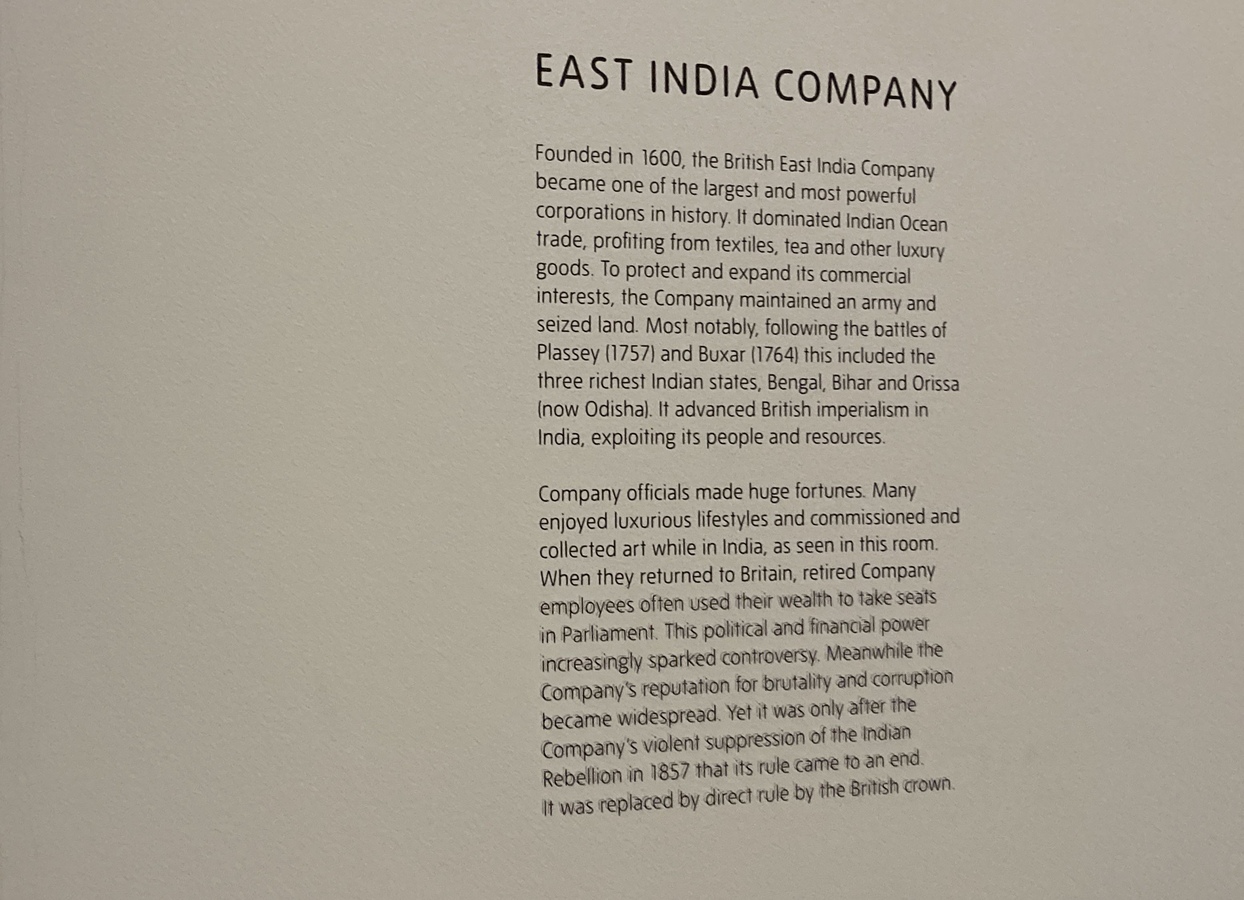 EAST INDIA COMPANY
Founded in 1600, the British East India Company
became one of the largest and most powerful
corporations in history. It dominated Indian Ocean
trade, profiting from textiles, tea and other luxury
goods. To protect and expand its commercial
interests, the Company maintained an army and
seized land. Most notably, following the battles of
Plassey (1757) and Buxar (1764) this included the
three richest Indian states, Bengal, Bihar and Orissa
(now Odisha). It advanced British imperialism in
India, exploiting its people and resources.
Company officials made huge fortunes. Many
enjoyed luxurious lifestyles and commissioned and
collected art while in India, as seen in this room.
When they returned to Britain, retired Company
employees often used their wealth to take seats
in Parliament. This political and financial power
increasingly sparked controversy. Meanwhile the
Company's reputation for brutality and corruption
became widespread. Yet it was only after the
Company's violent suppression of the Indian
Rebellion in 1857 that its rule came to an end.
It was replaced by direct rule by the British crown.